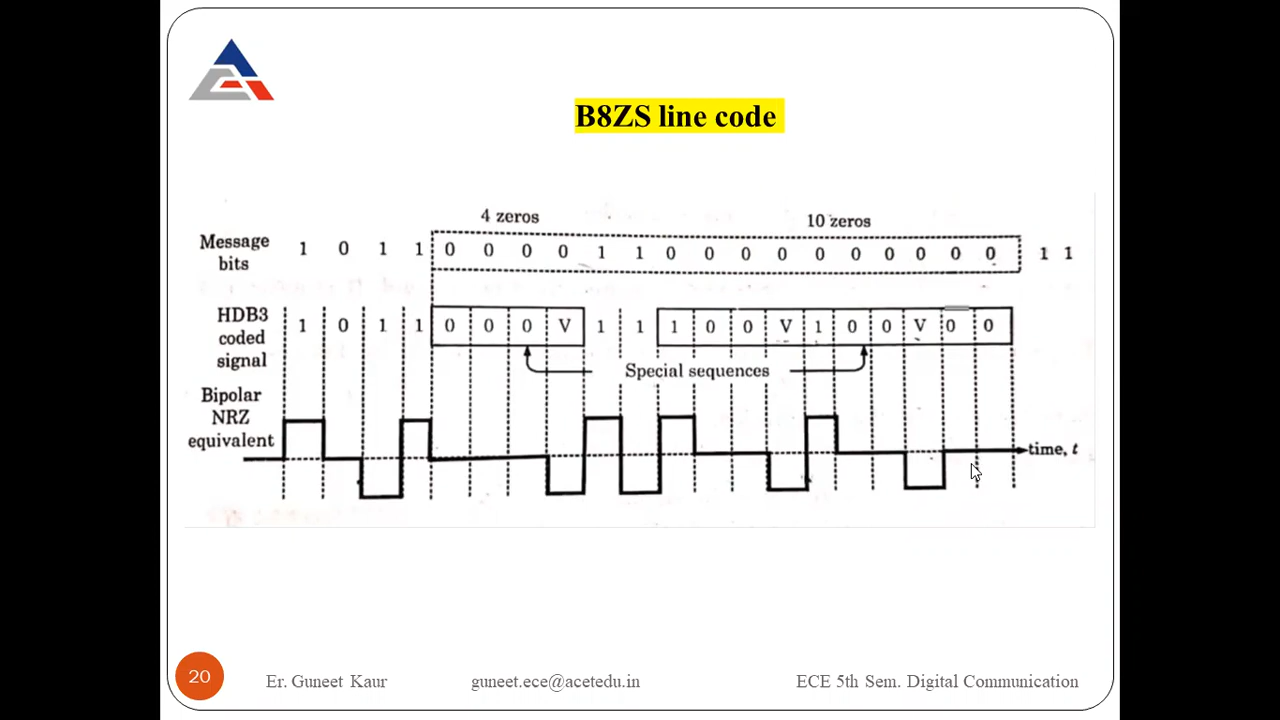 B8ZS line code
4 zeros 10 zeros
Message bits 1 0 1 1 0 0 0 0 1 1 0 0 0 0 0 0 0 0 0 0 1 1
HDB3 coded signal 1 0 1 1 0 0 0 V 1 1 1 0 0 V 1 0 0 V 0 0
Special sequences
Bipolar
NRZ
equivalent
time, t
20 Er. Guneet Kaur guneet.ece@acetedu.in ECE 5th Sem. Digital Communication